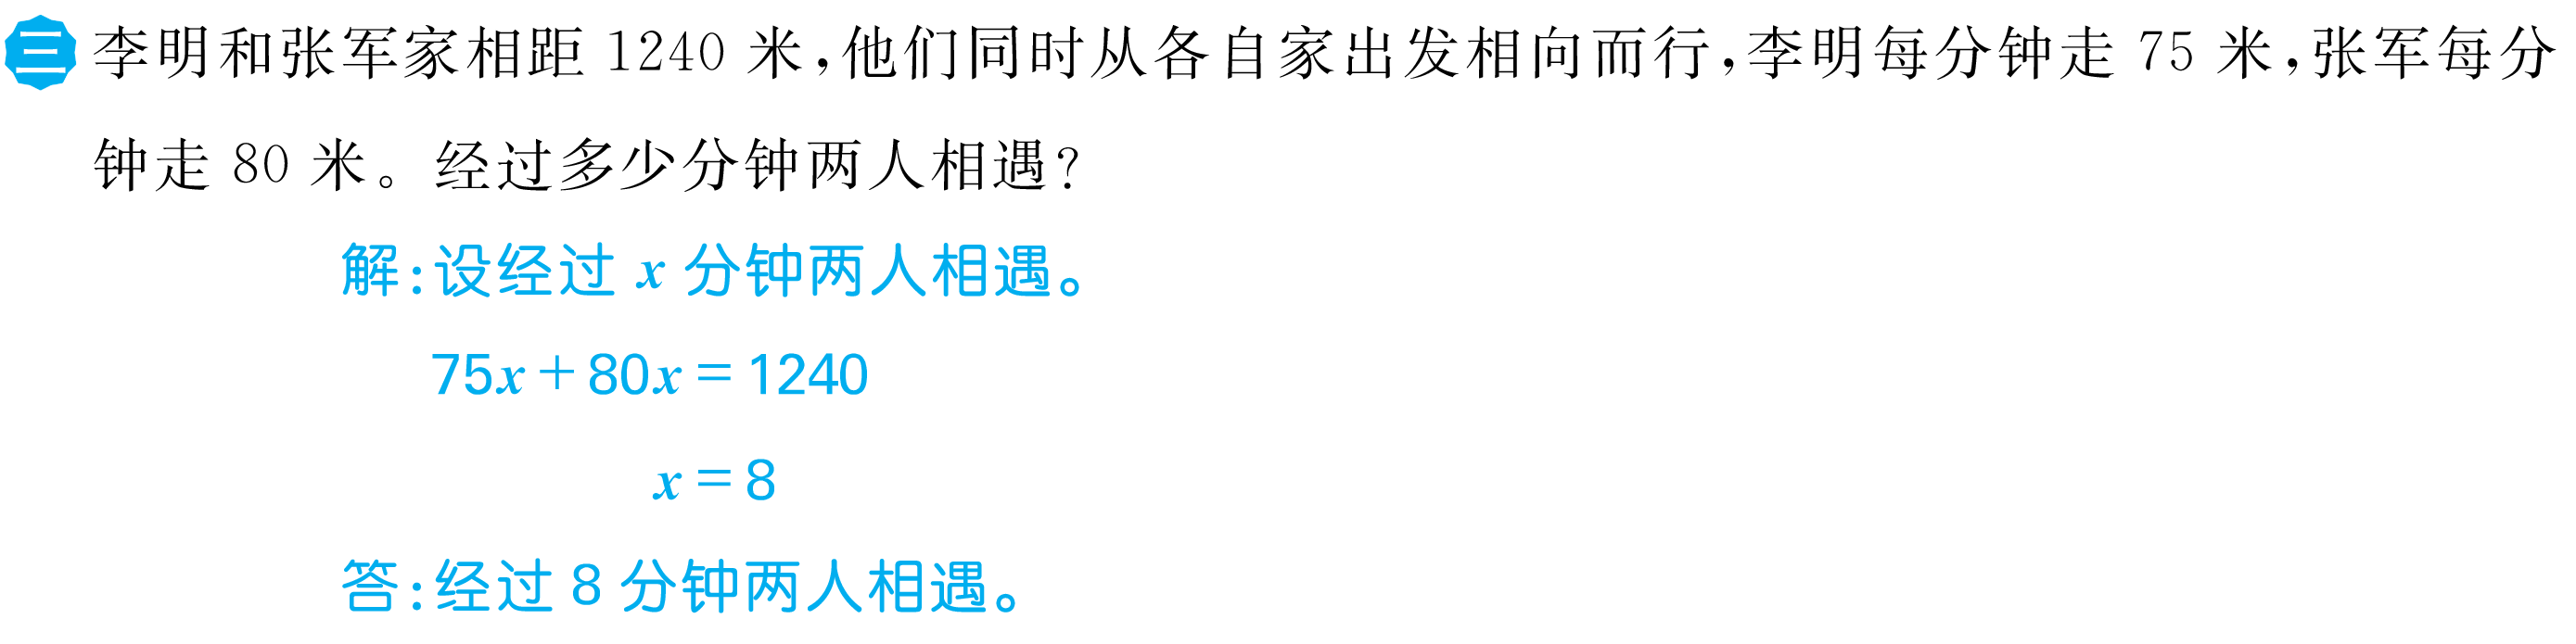 三 李明和张军家相距 1240 米,他们同时从各自家出发相向而行,李明每分钟走 75 米,张军每分
钟走 80 米。经过多少分钟两人相遇?
解:设经过 x 分钟两人相遇。
75x + 80x = 1240
x = 8
答:经过 8 分钟两人相遇。